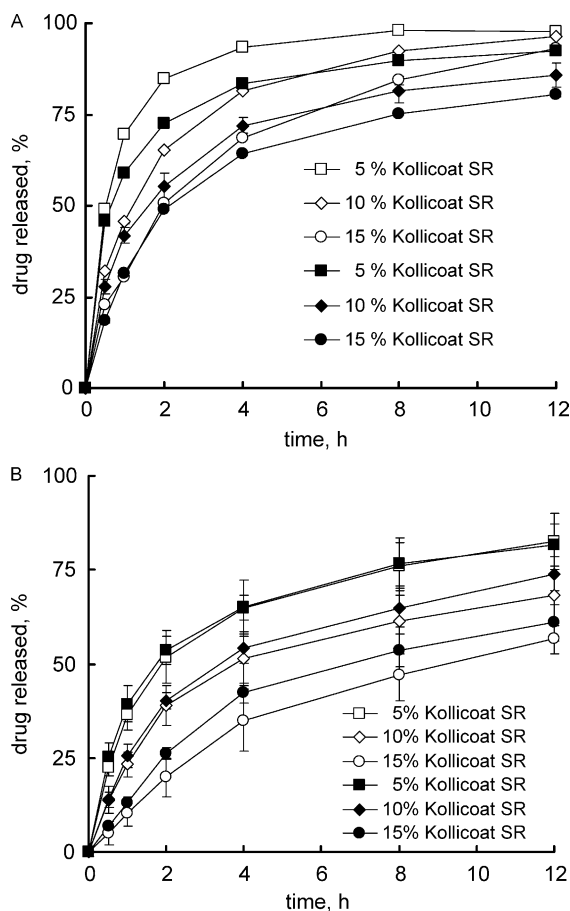 A
100
75
50
25
0
drug released, %
5 % Kollicoat SR
10 % Kollicoat SR
15 % Kollicoat SR
5 % Kollicoat SR
10 % Kollicoat SR
15 % Kollicoat SR
0 2 4 6 8 10 12
time, h
B
100
75
50
25
0
drug released, %
5% Kollicoat SR
10% Kollicoat SR
15% Kollicoat SR
5% Kollicoat SR
10% Kollicoat SR
15% Kollicoat SR
0 2 4 6 8 10 12
time, h